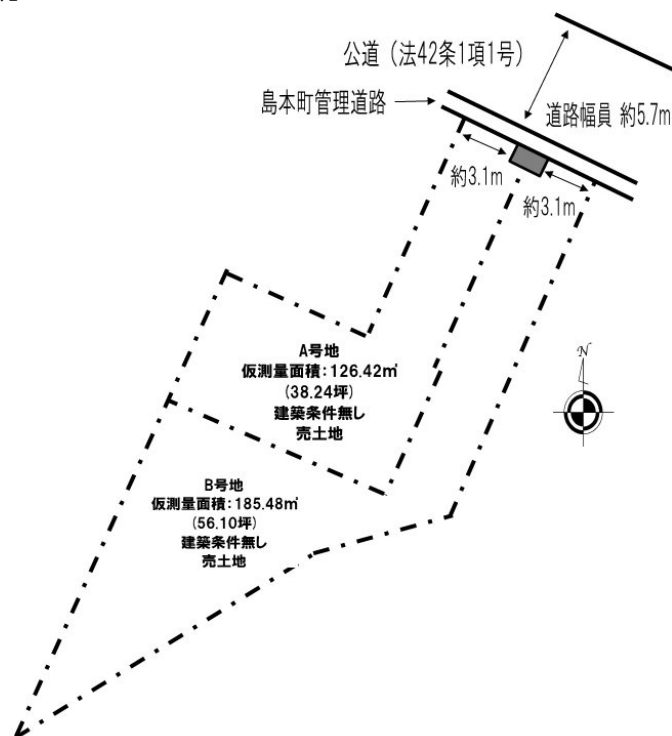 公道（法42条1項1号）
島本町管理道路
道路幅員 約5.7m
約3.1m
約3.1m
N
A号地
仮測量面積：126.42㎡
(38.24坪)
建築条件無し
売土地
B号地
仮測量面積：185.48㎡
(56.10坪)
建築条件無し
売土地